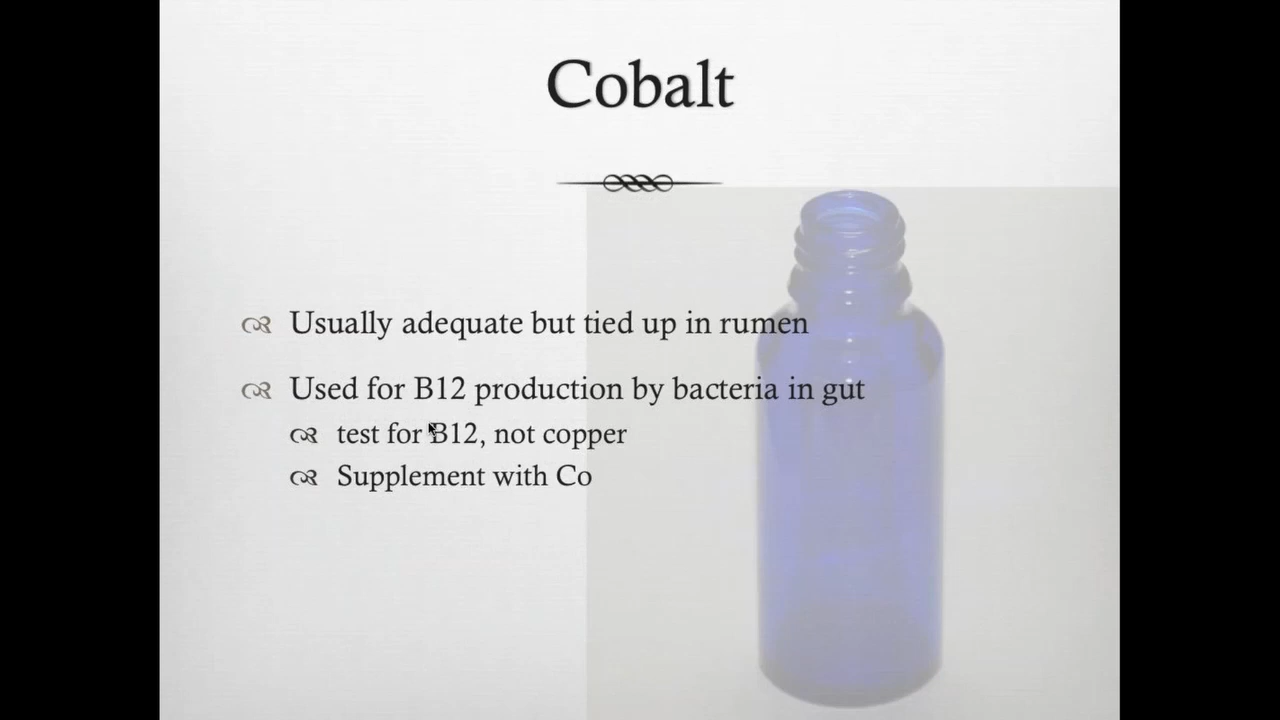 Cobalt
Usually adequate but tied up in rumen
Used for B12 production by bacteria in gut
test for B12, not copper
Supplement with Co